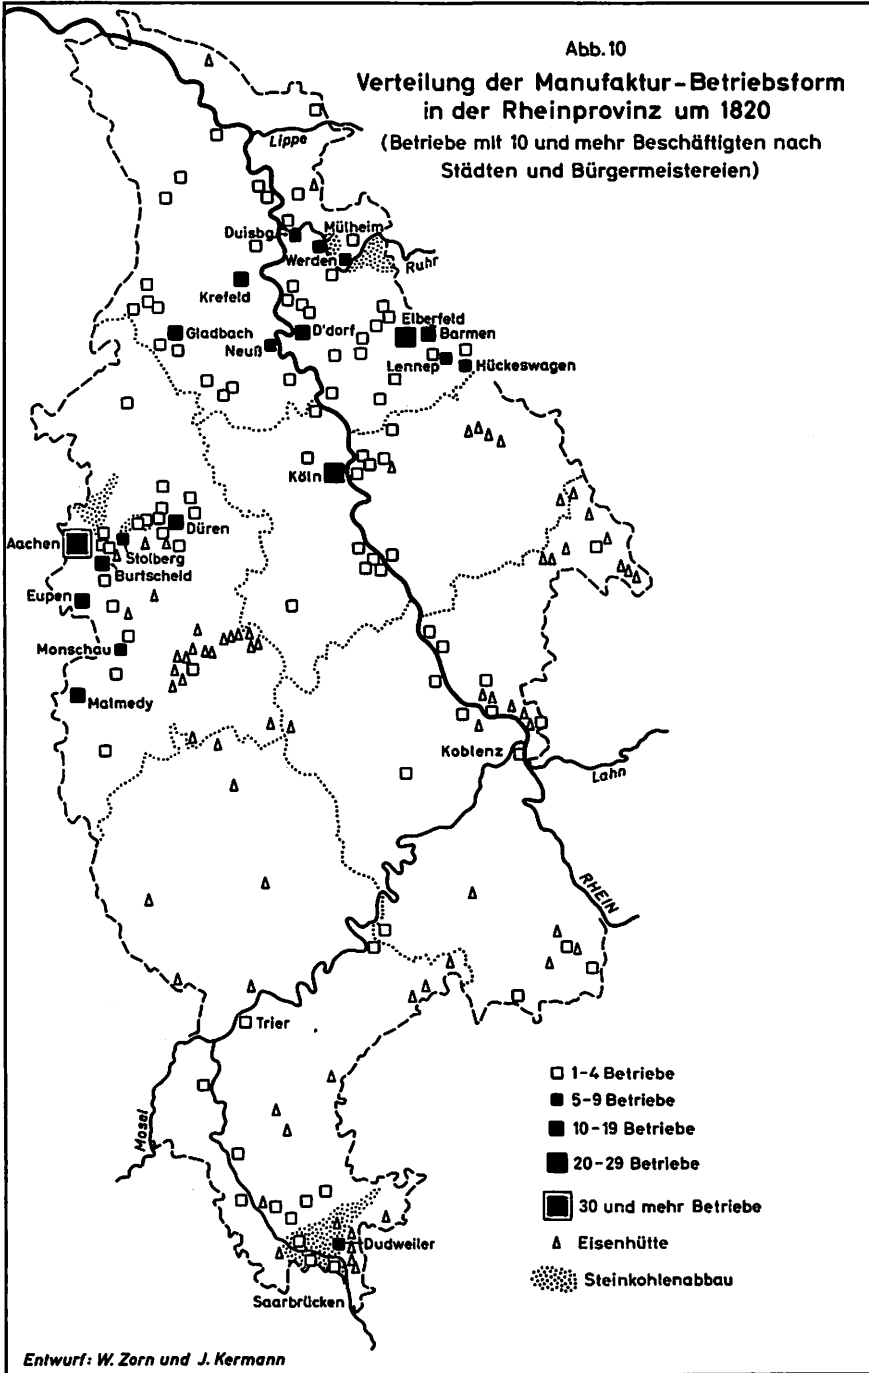 Abb. 10
Verteilung der Manufaktur-Betriebsform
in der Rheinprovinz um 1820
(Betriebe mit 10 und mehr Beschäftigten nach
Städten und Bürgermeistereien)
Lippe
Duisbg.
Mülheim
Werden
Ruhr
Krefeld
Gladbach
D'dorf
Elberfeld
Barmen
Neuß
Lennep
Hückeswagen
Köln
Düren
Aachen
Stolberg
Burtscheid
Eupen
Monschau
Malmedy
Koblenz
Lahn
RHEIN
Trier
Mosel
Dudweiler
Saarbrücken
1-4 Betriebe
5-9 Betriebe
10-19 Betriebe
20-29 Betriebe
30 und mehr Betriebe
Eisenhütte
Steinkohlenabbau
Entwurf: W. Zorn und J. Kermann